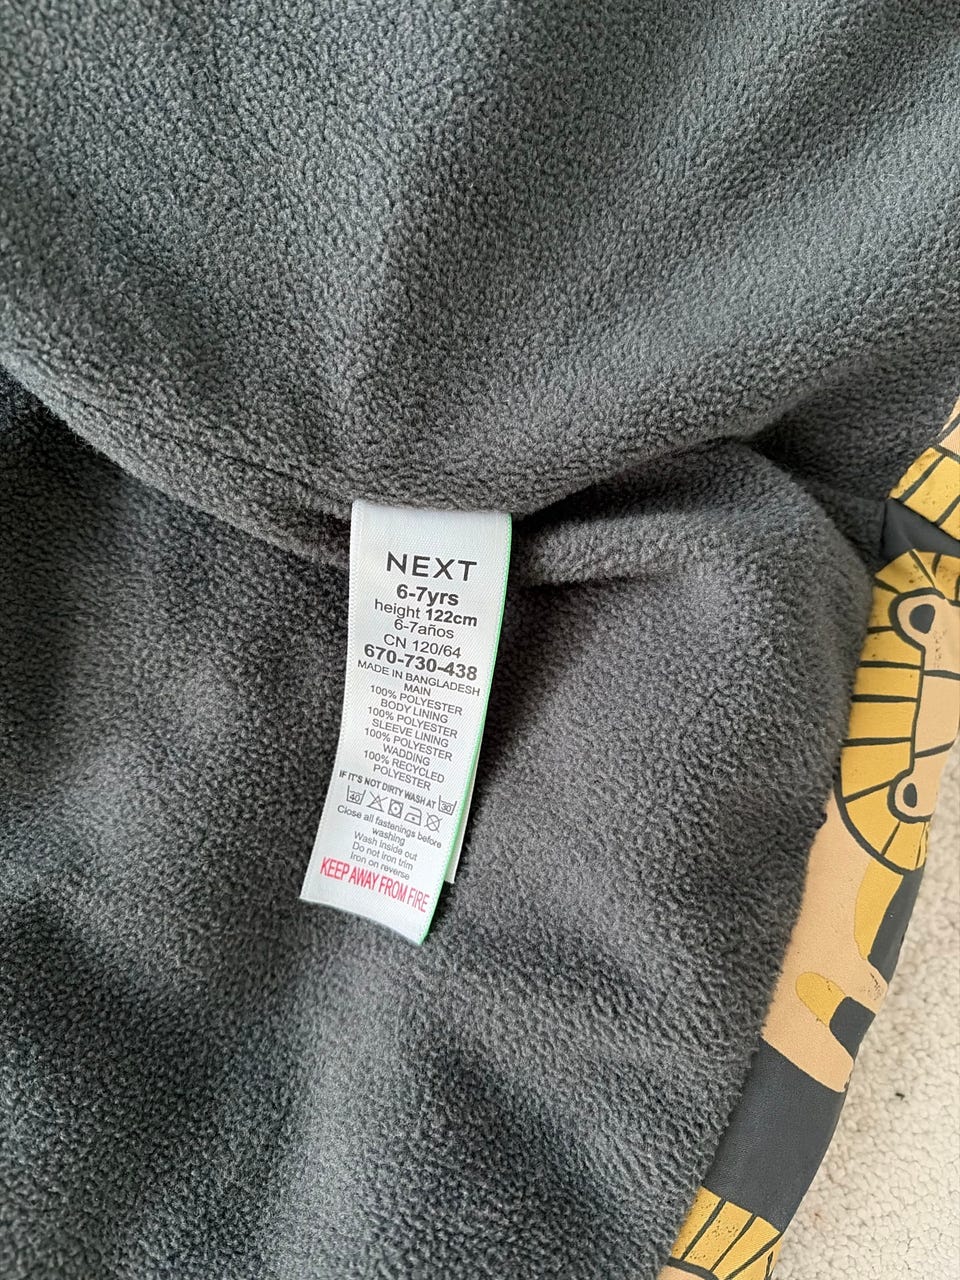 NEXT
6-7yrs
height 122cm
6-7años
CN 120/64
670-730-438
MADE IN BANGLADESH
MAIN
100% POLYESTER
BODY LINING
100% POLYESTER
SLEEVE LINING
100% POLYESTER
WADDING
100% RECYCLED
POLYESTER
IF IT'S NOT DIRTY WASH AT 30
40
Close all fastenings before
washing
Wash inside out
Do not iron trim
Iron on reverse
KEEP AWAY FROM FIRE